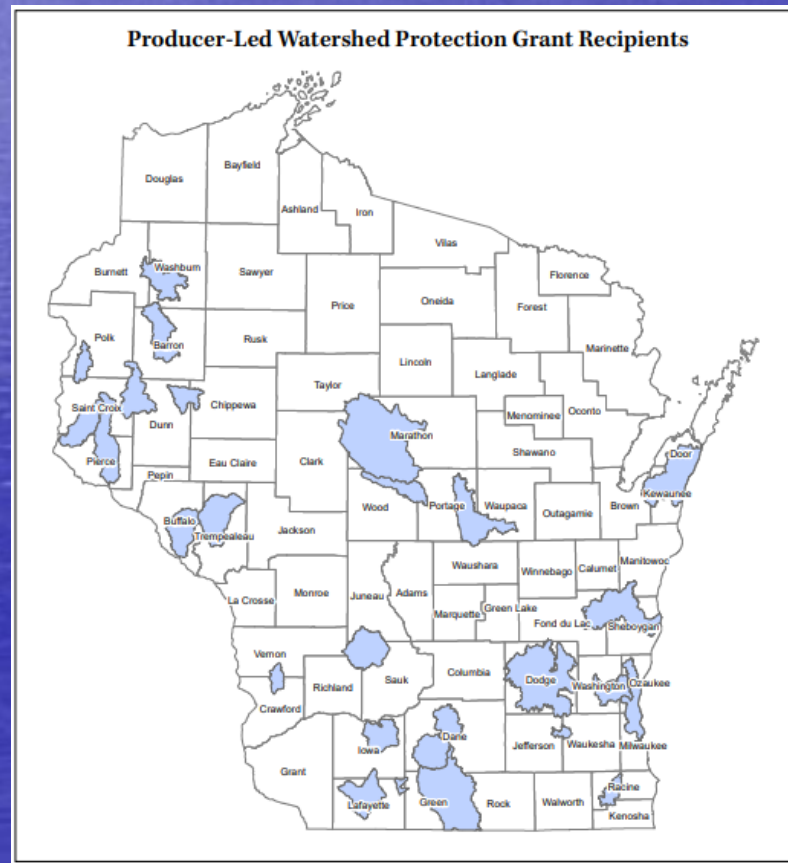 Producer-Led Watershed Protection Grant Recipients
Douglas
Bayfield
Ashland
Iron
Vilas
Burnett
Washburn
Sawyer
Florence
Price
Oneida
Forest
Polk
Barron
Rusk
Lincoln
Langlade
Marinette
Taylor
Saint Croix
Dunn
Chippewa
Menominee
Oconto
Marathon
Shawano
Pierce
Pepin
Eau Claire
Clark
Door
Kewaunee
Wood
Portage
Waupaca
Outagamie
Brown
Buffalo
Trempealeau
Jackson
Waushara
Winnebago
Calumet
Manitowoc
La Crosse
Monroe
Juneau
Adams
Marquette
Green Lake
Fond du Lac
Sheboygan
Vernon
Columbia
Dodge
Washington
Ozaukee
Crawford
Richland
Sauk
Iowa
Dane
Jefferson
Waukesha
Milwaukee
Grant
Lafayette
Green
Rock
Walworth
Racine
Kenosha